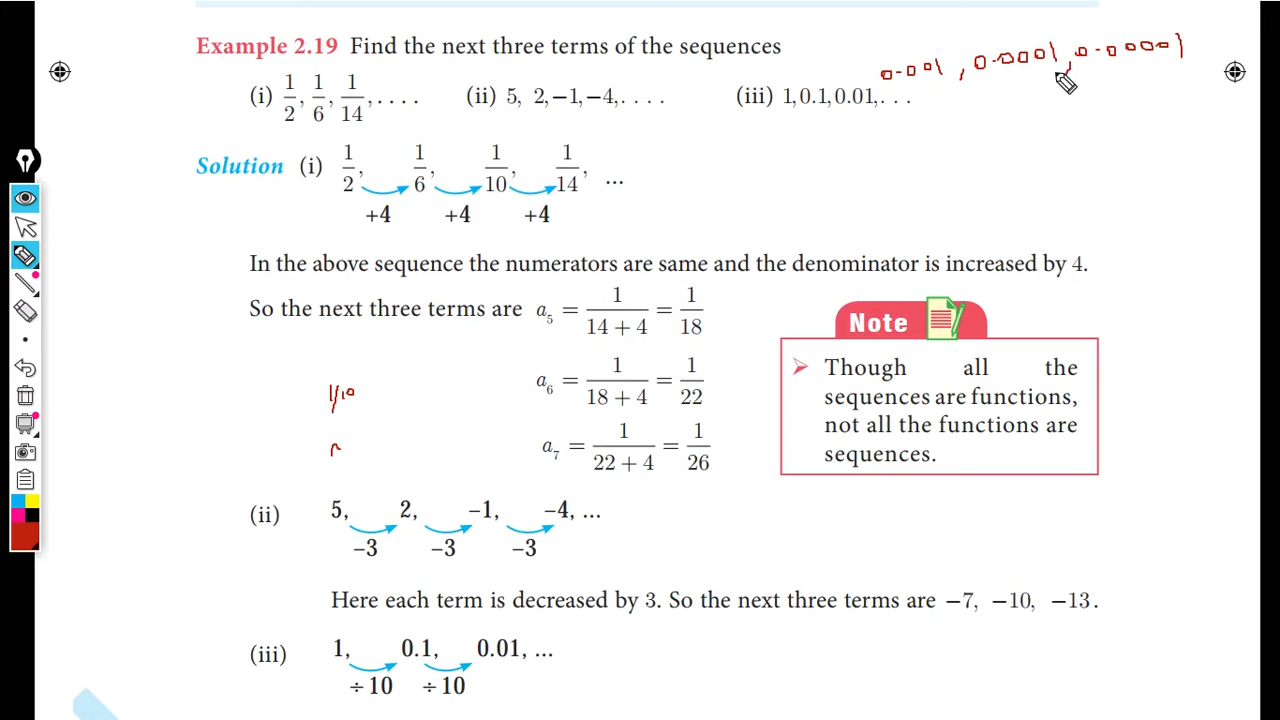 Example 2.19 Find the next three terms of the sequences
0.001, 0.0001, 0.00001
(i) 1/2, 1/6, 1/14, . . . . (ii) 5, 2, −1, −4, . . . . (iii) 1, 0.1, 0.01, . . .
Solution (i) 1/2, 1/6, 1/10, 1/14, ...
+4 +4 +4
In the above sequence the numerators are same and the denominator is increased by 4.
So the next three terms are a₅ = 1/(14 + 4) = 1/18
a₆ = 1/(18 + 4) = 1/22
a₇ = 1/(22 + 4) = 1/26
1/10
Note
Though all the
sequences are functions,
not all the functions are
sequences.
(ii) 5, 2, −1, −4, ...
−3 −3 −3
Here each term is decreased by 3. So the next three terms are −7, −10, −13.
(iii) 1, 0.1, 0.01, ...
÷10 ÷10